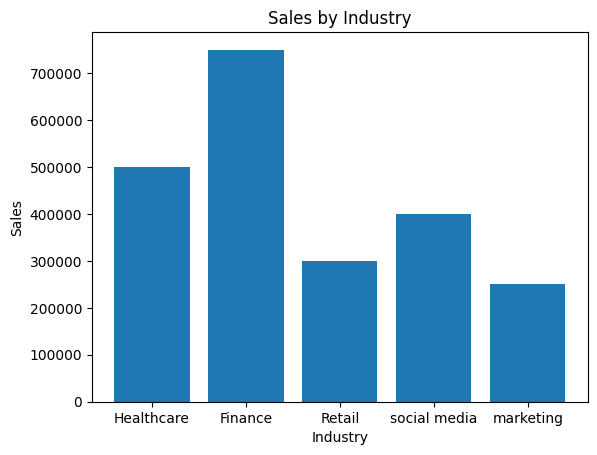 Sales by Industry
700000
600000
500000
400000
300000
200000
100000
0
Sales
Healthcare Finance Retail social media marketing
Industry